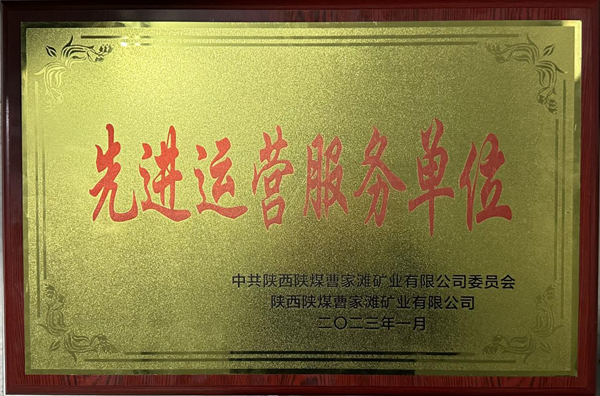 先进运营服务单位
中共陕西陕煤曹家滩矿业有限公司委员会
陕西陕煤曹家滩矿业有限公司
二〇二三年一月